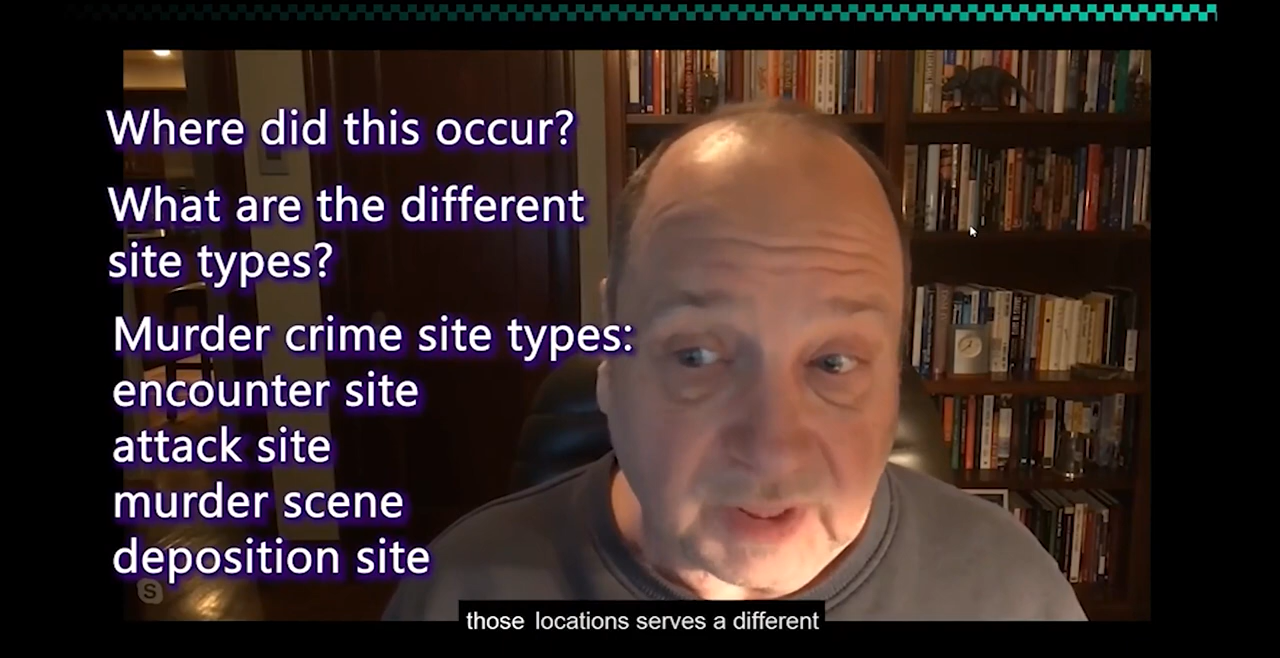 Where did this occur?
What are the different
site types?
Murder crime site types:
encounter site
attack site
murder scene
deposition site
S
those locations serves a different